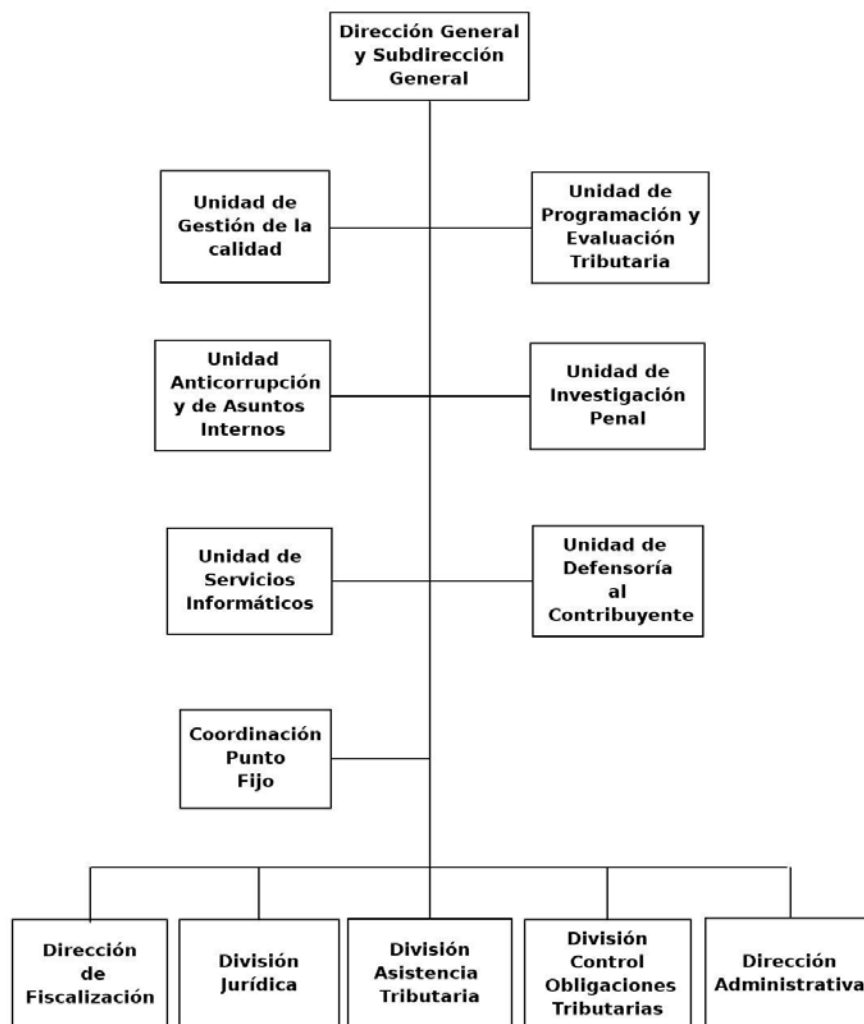 Dirección General
y Subdirección
General
Unidad de
Gestión de la
calidad
Unidad de
Programación y
Evaluación
Tributaria
Unidad
Anticorrupción
y de Asuntos
Internos
Unidad de
Investigación
Penal
Unidad de
Servicios
Informáticos
Unidad de
Defensoría
al
Contribuyente
Coordinación
Punto
Fijo
Dirección
de
Fiscalización
División
Jurídica
División
Asistencia
Tributaria
División
Control
Obligaciones
Tributarias
Dirección
Administrativa